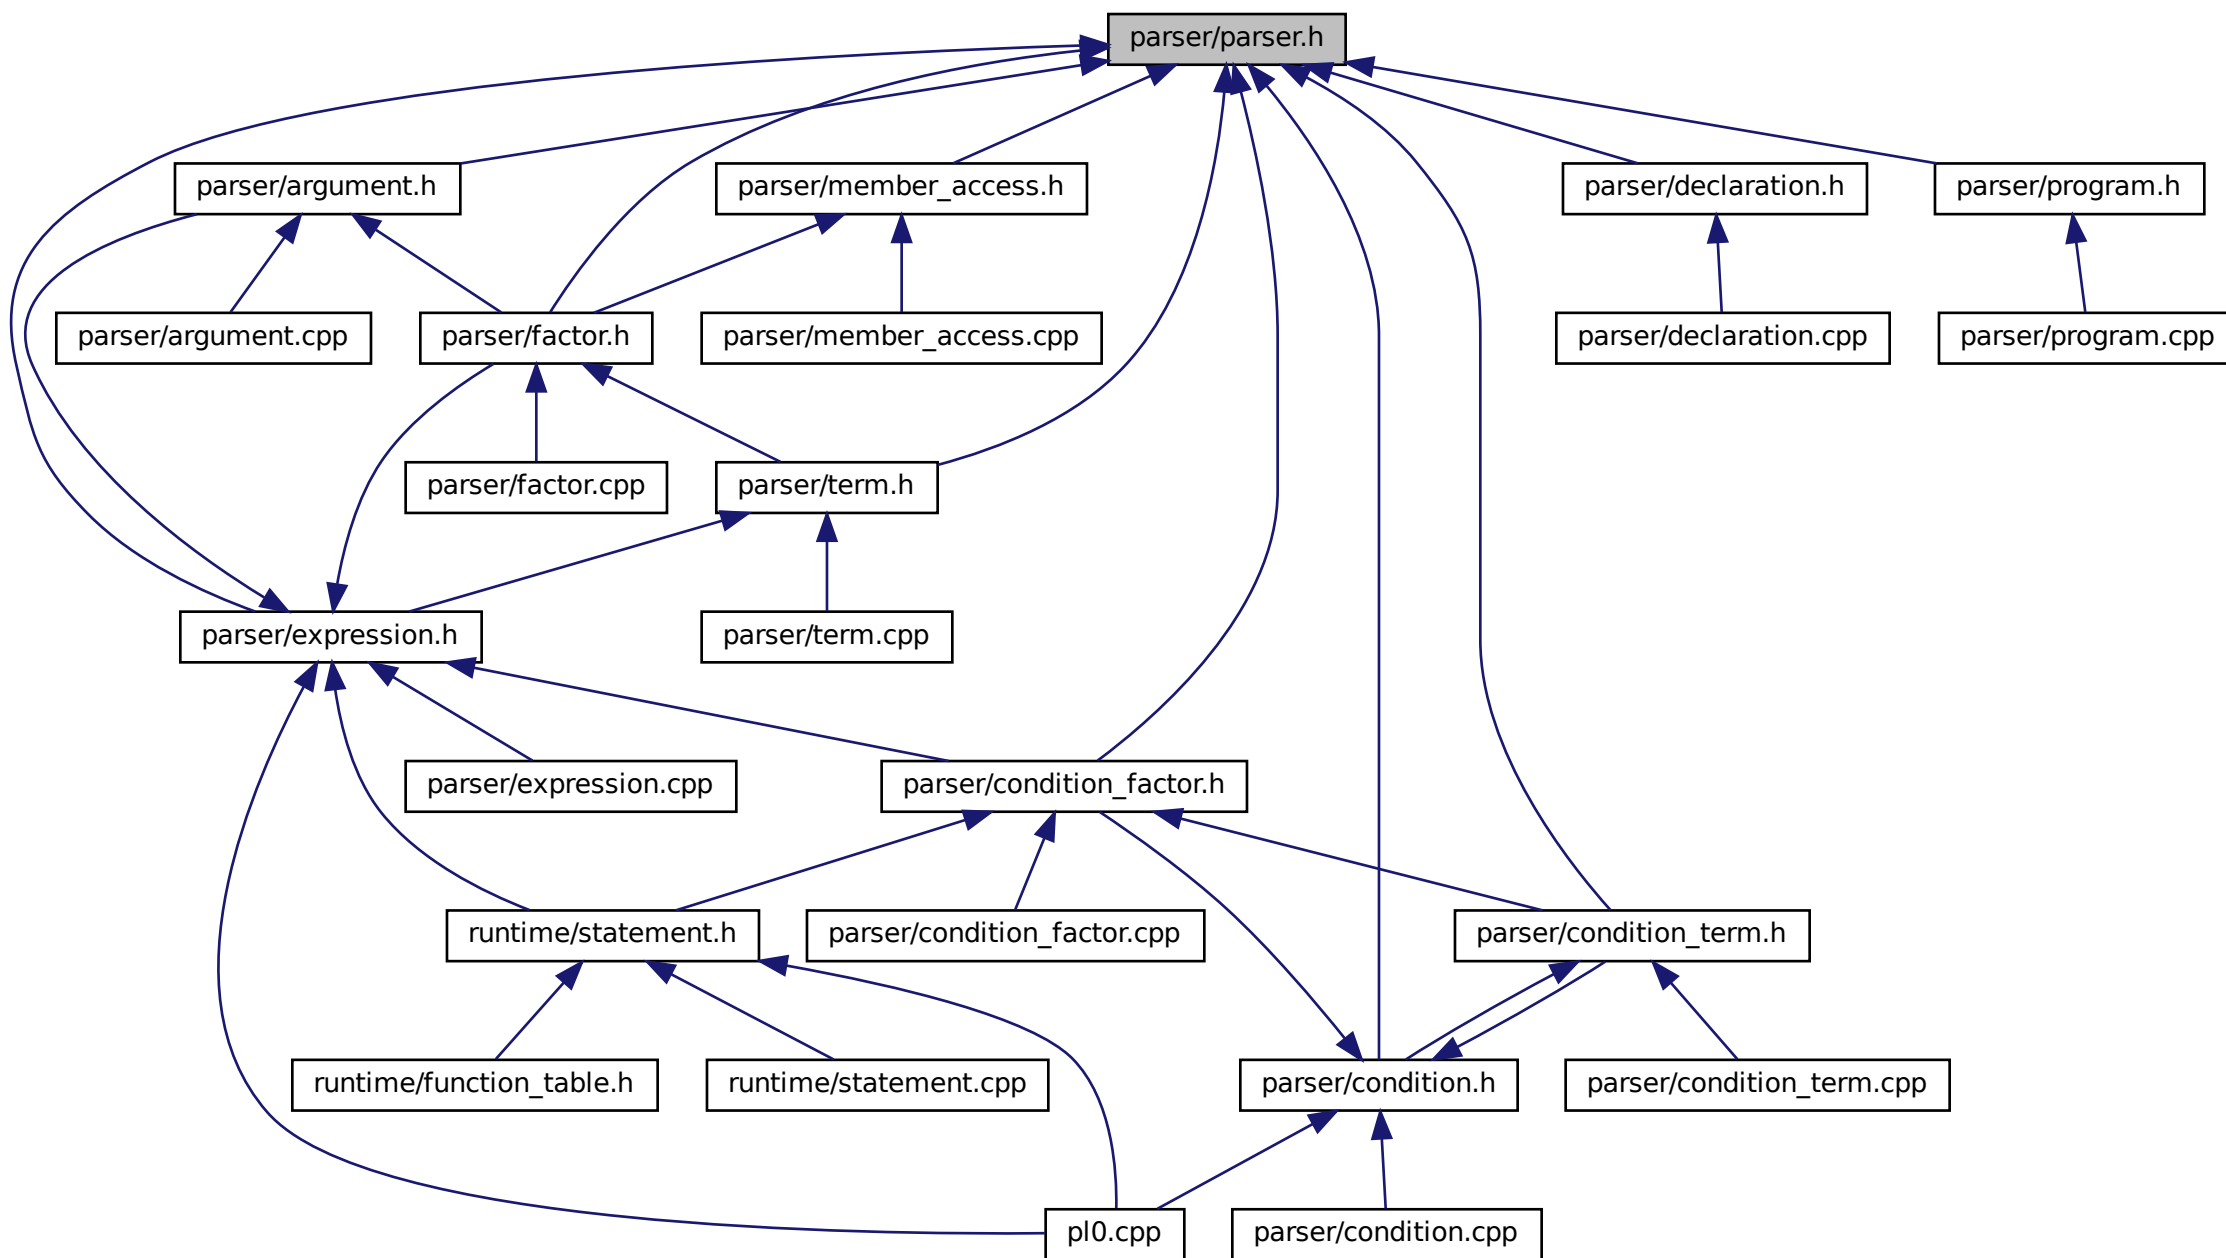 parser/parser.h
parser/argument.h
parser/member_access.h
parser/declaration.h
parser/program.h
parser/argument.cpp
parser/factor.h
parser/member_access.cpp
parser/declaration.cpp
parser/program.cpp
parser/factor.cpp
parser/term.h
parser/expression.h
parser/term.cpp
parser/expression.cpp
parser/condition_factor.h
runtime/statement.h
parser/condition_factor.cpp
parser/condition_term.h
runtime/function_table.h
runtime/statement.cpp
parser/condition.h
parser/condition_term.cpp
pl0.cpp
parser/condition.cpp